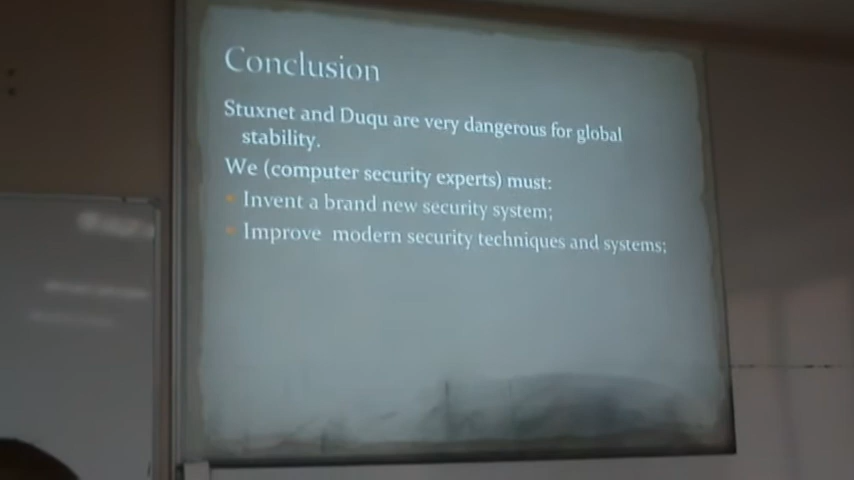 Conclusion
Stuxnet and Duqu are very dangerous for global
stability.
We (computer security experts) must:
Invent a brand new security system;
Improve modern security techniques and systems;